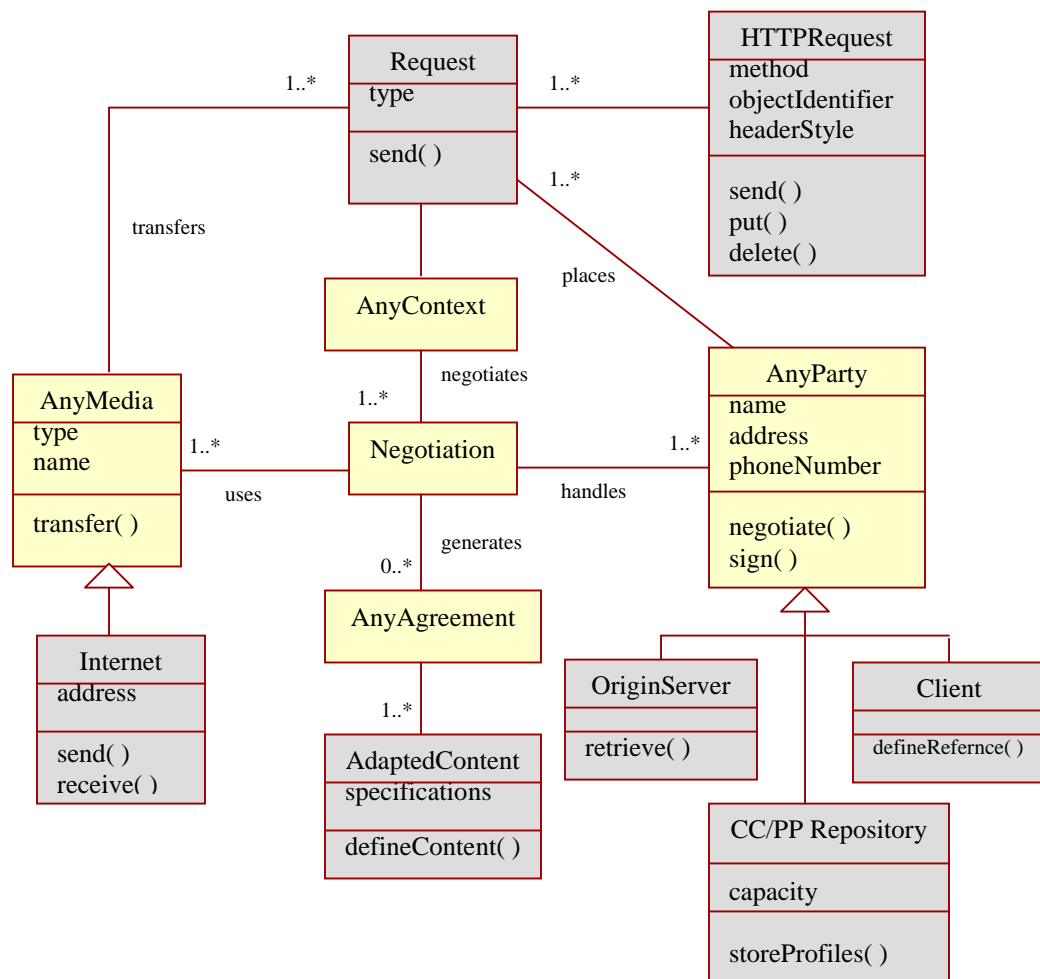 Request
type
send( )
HTTPRequest
method
objectIdentifier
headerStyle
send( )
put( )
delete( )
1..*
1..*
1..*
transfers
places
AnyContext
negotiates
1..*
AnyMedia
type
name
transfer( )
1..*
uses
Negotiation
1..*
handles
AnyParty
name
address
phoneNumber
negotiate( )
sign( )
generates
0..*
AnyAgreement
1..*
Internet
address
send( )
receive( )
AdaptedContent
specifications
defineContent( )
OriginServer
retrieve( )
Client
defineRefernce( )
CC/PP Repository
capacity
storeProfiles( )